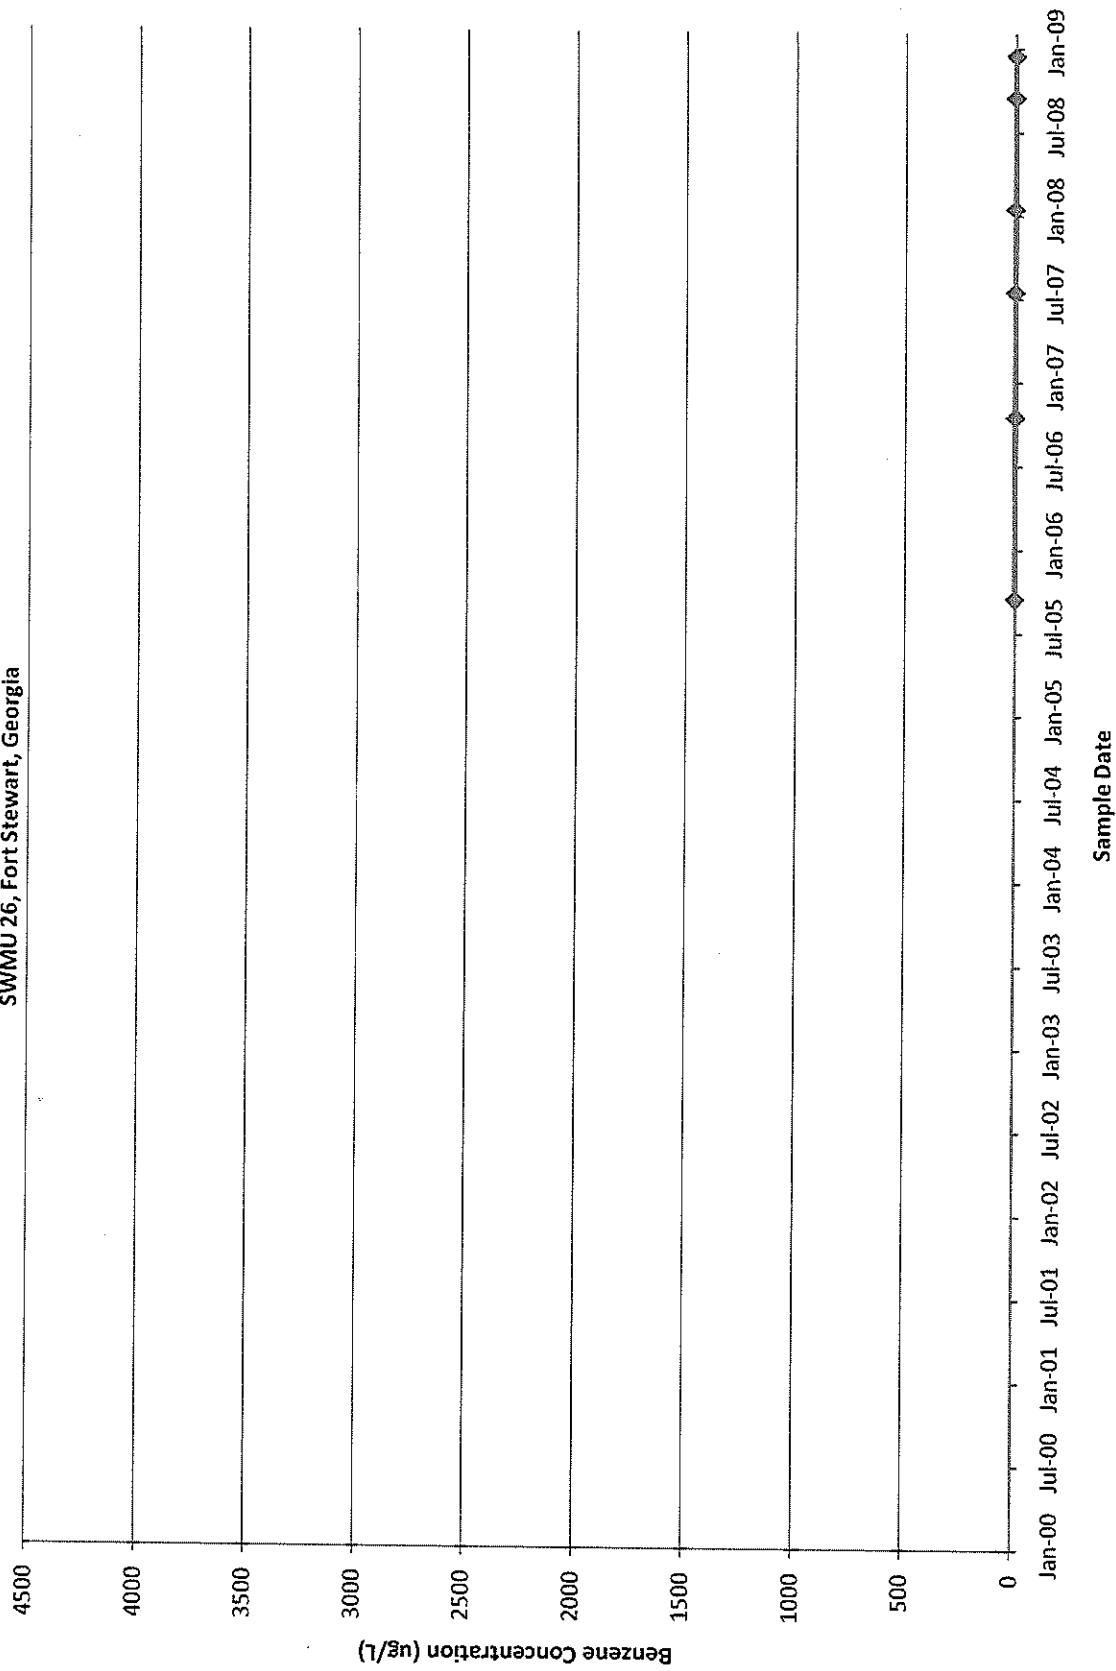 SWMU 26, Fort Stewart, Georgia
Benzene Concentration (ug/L)
4500
4000
3500
3000
2500
2000
1500
1000
500
0
Jan-00 Jul-00 Jan-01 Jul-01 Jan-02 Jul-02 Jan-03 Jul-03 Jan-04 Jul-04 Jan-05 Jul-05 Jan-06 Jul-06 Jan-07 Jul-07 Jan-08 Jul-08 Jan-09
Sample Date